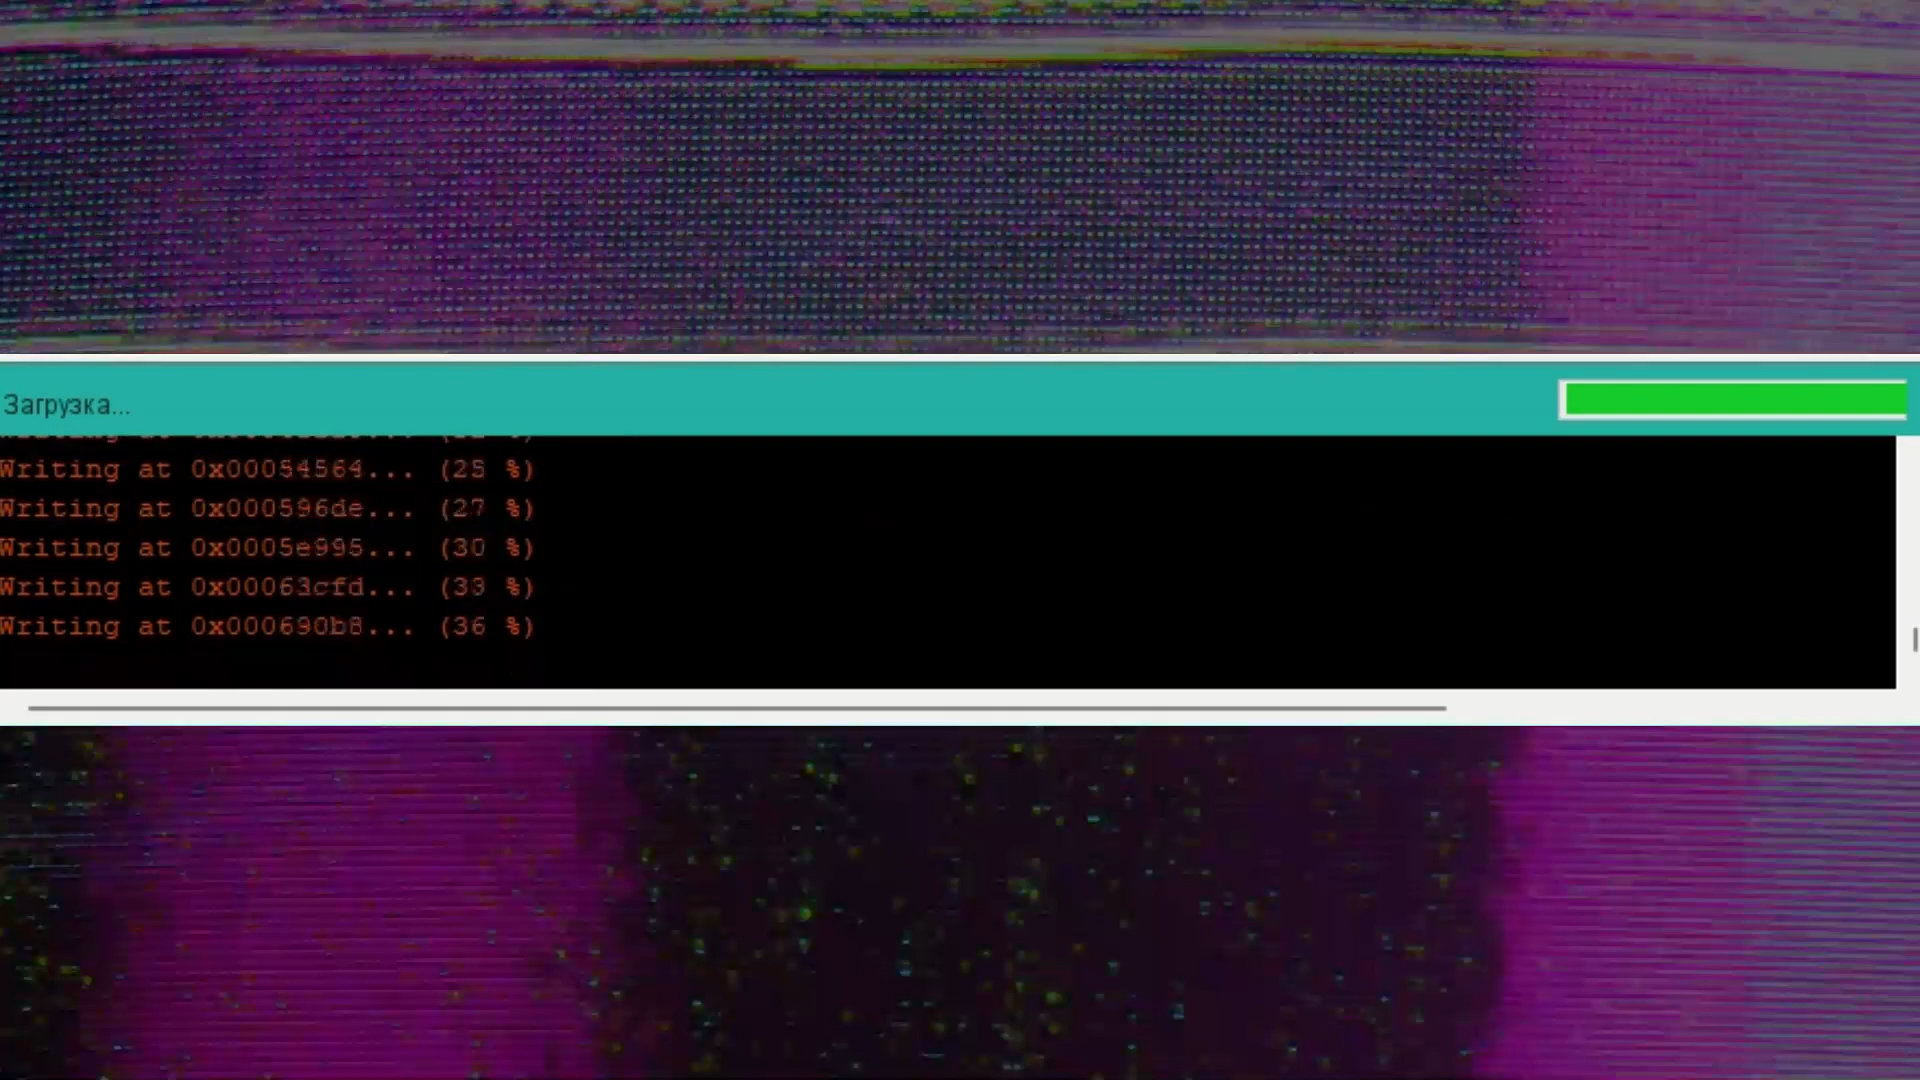 Загрузка...
Writing at 0x00054564... (25 %)
Writing at 0x000596de... (27 %)
Writing at 0x0005e995... (30 %)
Writing at 0x00063cfd... (33 %)
Writing at 0x000690b8... (36 %)